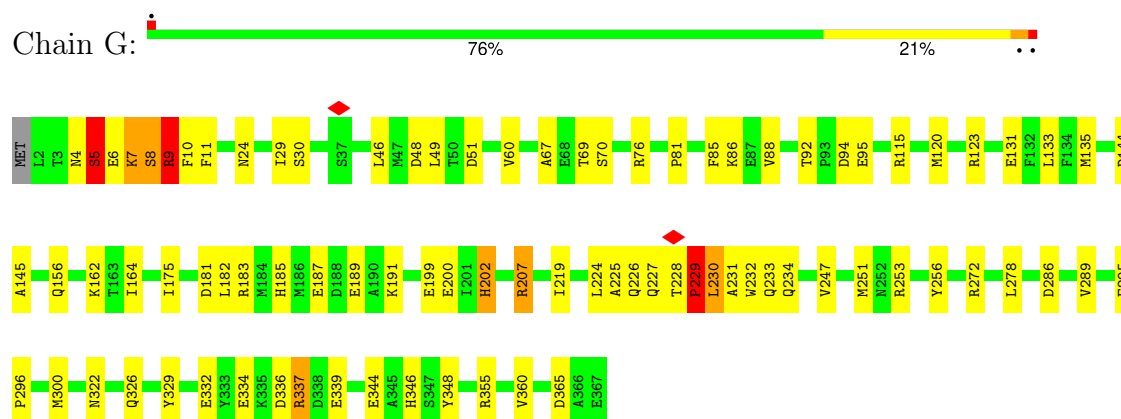 Chain G:
76% 21%
MET L2 T3 N4 S5 E6 K7 S8 R9 F10 F11 N24 I29 S30 S37 L46 M47 D48 L49 T50 D51 V60 A67 E68 T69 S70 R76 P81 F85 K86 E87 V88 T92 P93 D94 E95 R115 M120 R123 E131 F132 L133 F134 M135
A145 Q156 K162 T163 I164 I175 D181 L182 R183 M184 H185 M186 E187 D188 E189 A190 K191 E199 E200 I201 H202 R207 I219 L224 A225 Q226 Q227 T228 P229 L230 A231 W232 Q233 Q234 V247 M251 N252 R253 Y256 R272 L278 D286 V289
P296 M300 N322 Q326 Y329 E332 Y333 E334 K335 D336 R337 D338 E339 E344 A345 H346 S347 Y348 R355 V360 D365 A366 E367